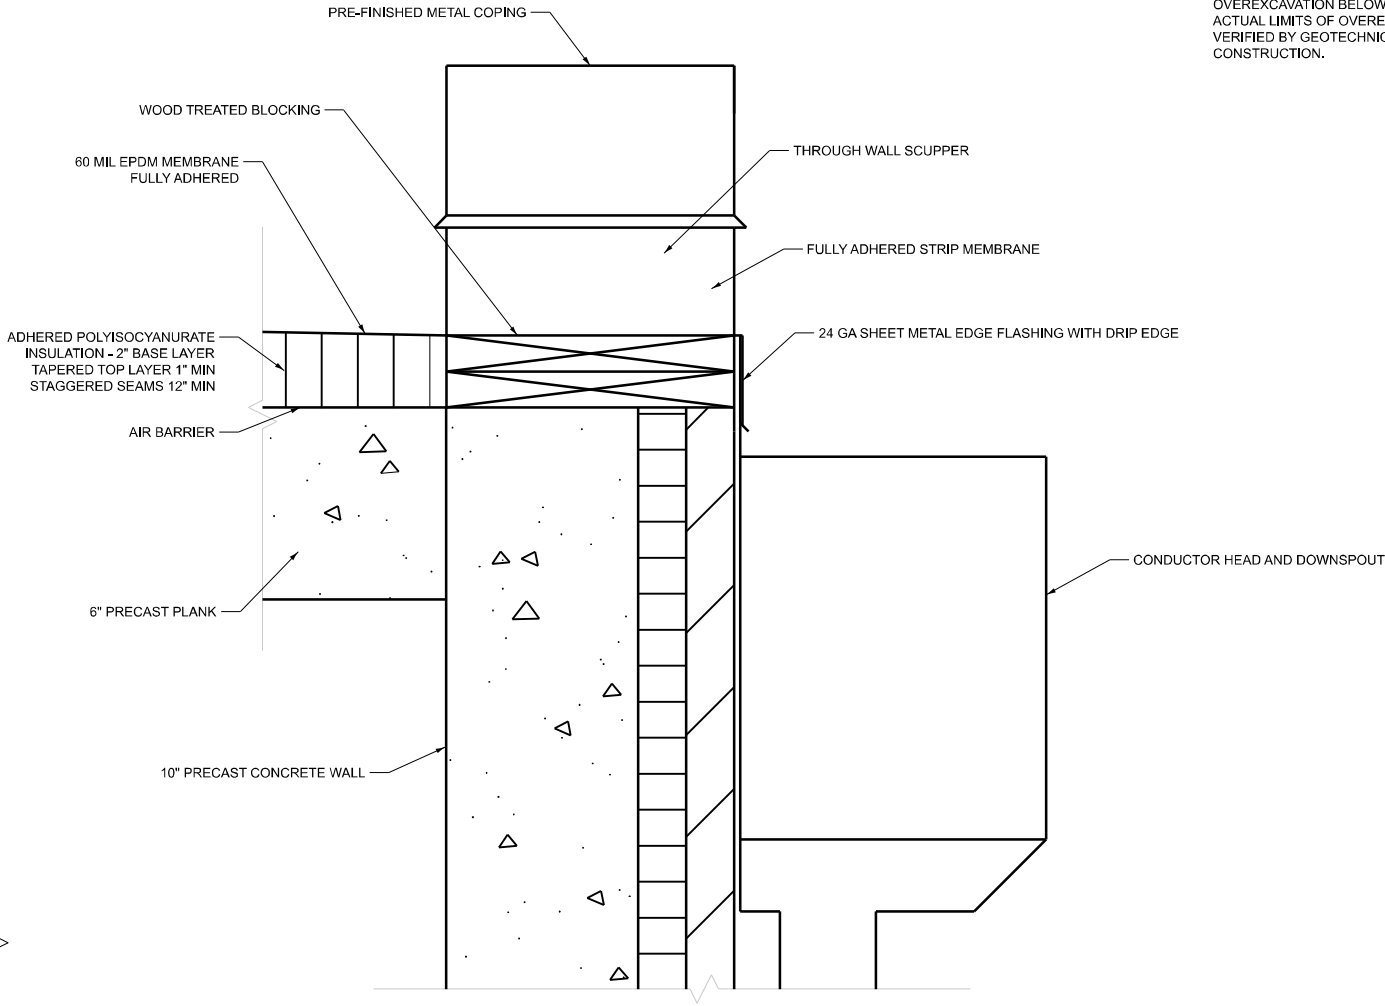 OVEREXCAVATION BELOW
ACTUAL LIMITS OF
VERIFIED BY
CONSTRUCTION.
PRE-FINISHED METAL COPING
WOOD TREATED BLOCKING
60 MIL EPDM MEMBRANE
FULLY ADHERED
THROUGH WALL SCUPPER
FULLY ADHERED STRIP MEMBRANE
ADHERED POLYISOCYANURATE
INSULATION - 2" BASE LAYER
TAPERED TOP LAYER 1" MIN
STAGGERED SEAMS 12" MIN
24 GA SHEET METAL EDGE FLASHING WITH DRIP EDGE
AIR BARRIER
CONDUCTOR HEAD AND DOWNSPOUT
6" PRECAST PLANK
10" PRECAST CONCRETE WALL